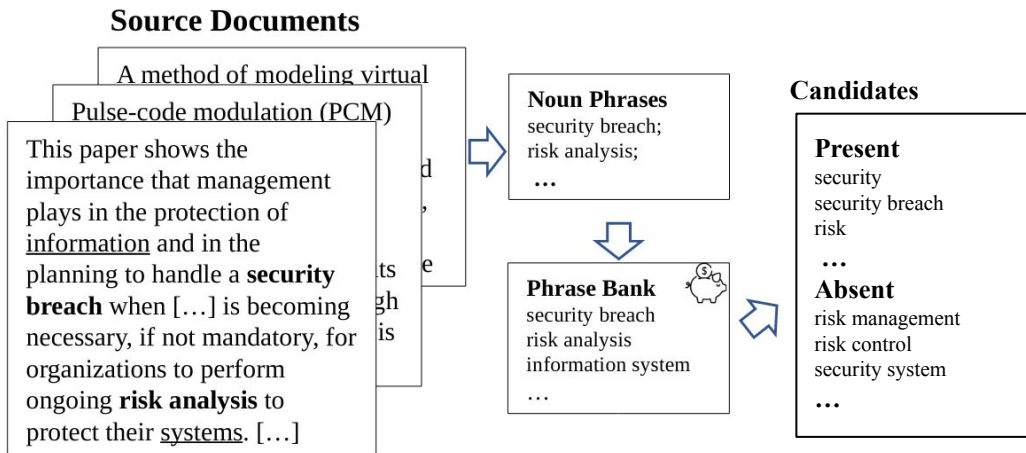 Source Documents
A method of modeling virtual
Pulse-code modulation (PCM)
This paper shows the
importance that management
plays in the protection of
information and in the
planning to handle a security
breach when […] is becoming
necessary, if not mandatory, for
organizations to perform
ongoing risk analysis to
protect their systems. […]
d
,
e
its
gh
is
Noun Phrases
security breach;
risk analysis;
...
Phrase Bank
security breach
risk analysis
information system
…
$
Candidates
Present
security
security breach
risk
...
Absent
risk management
risk control
security system
...